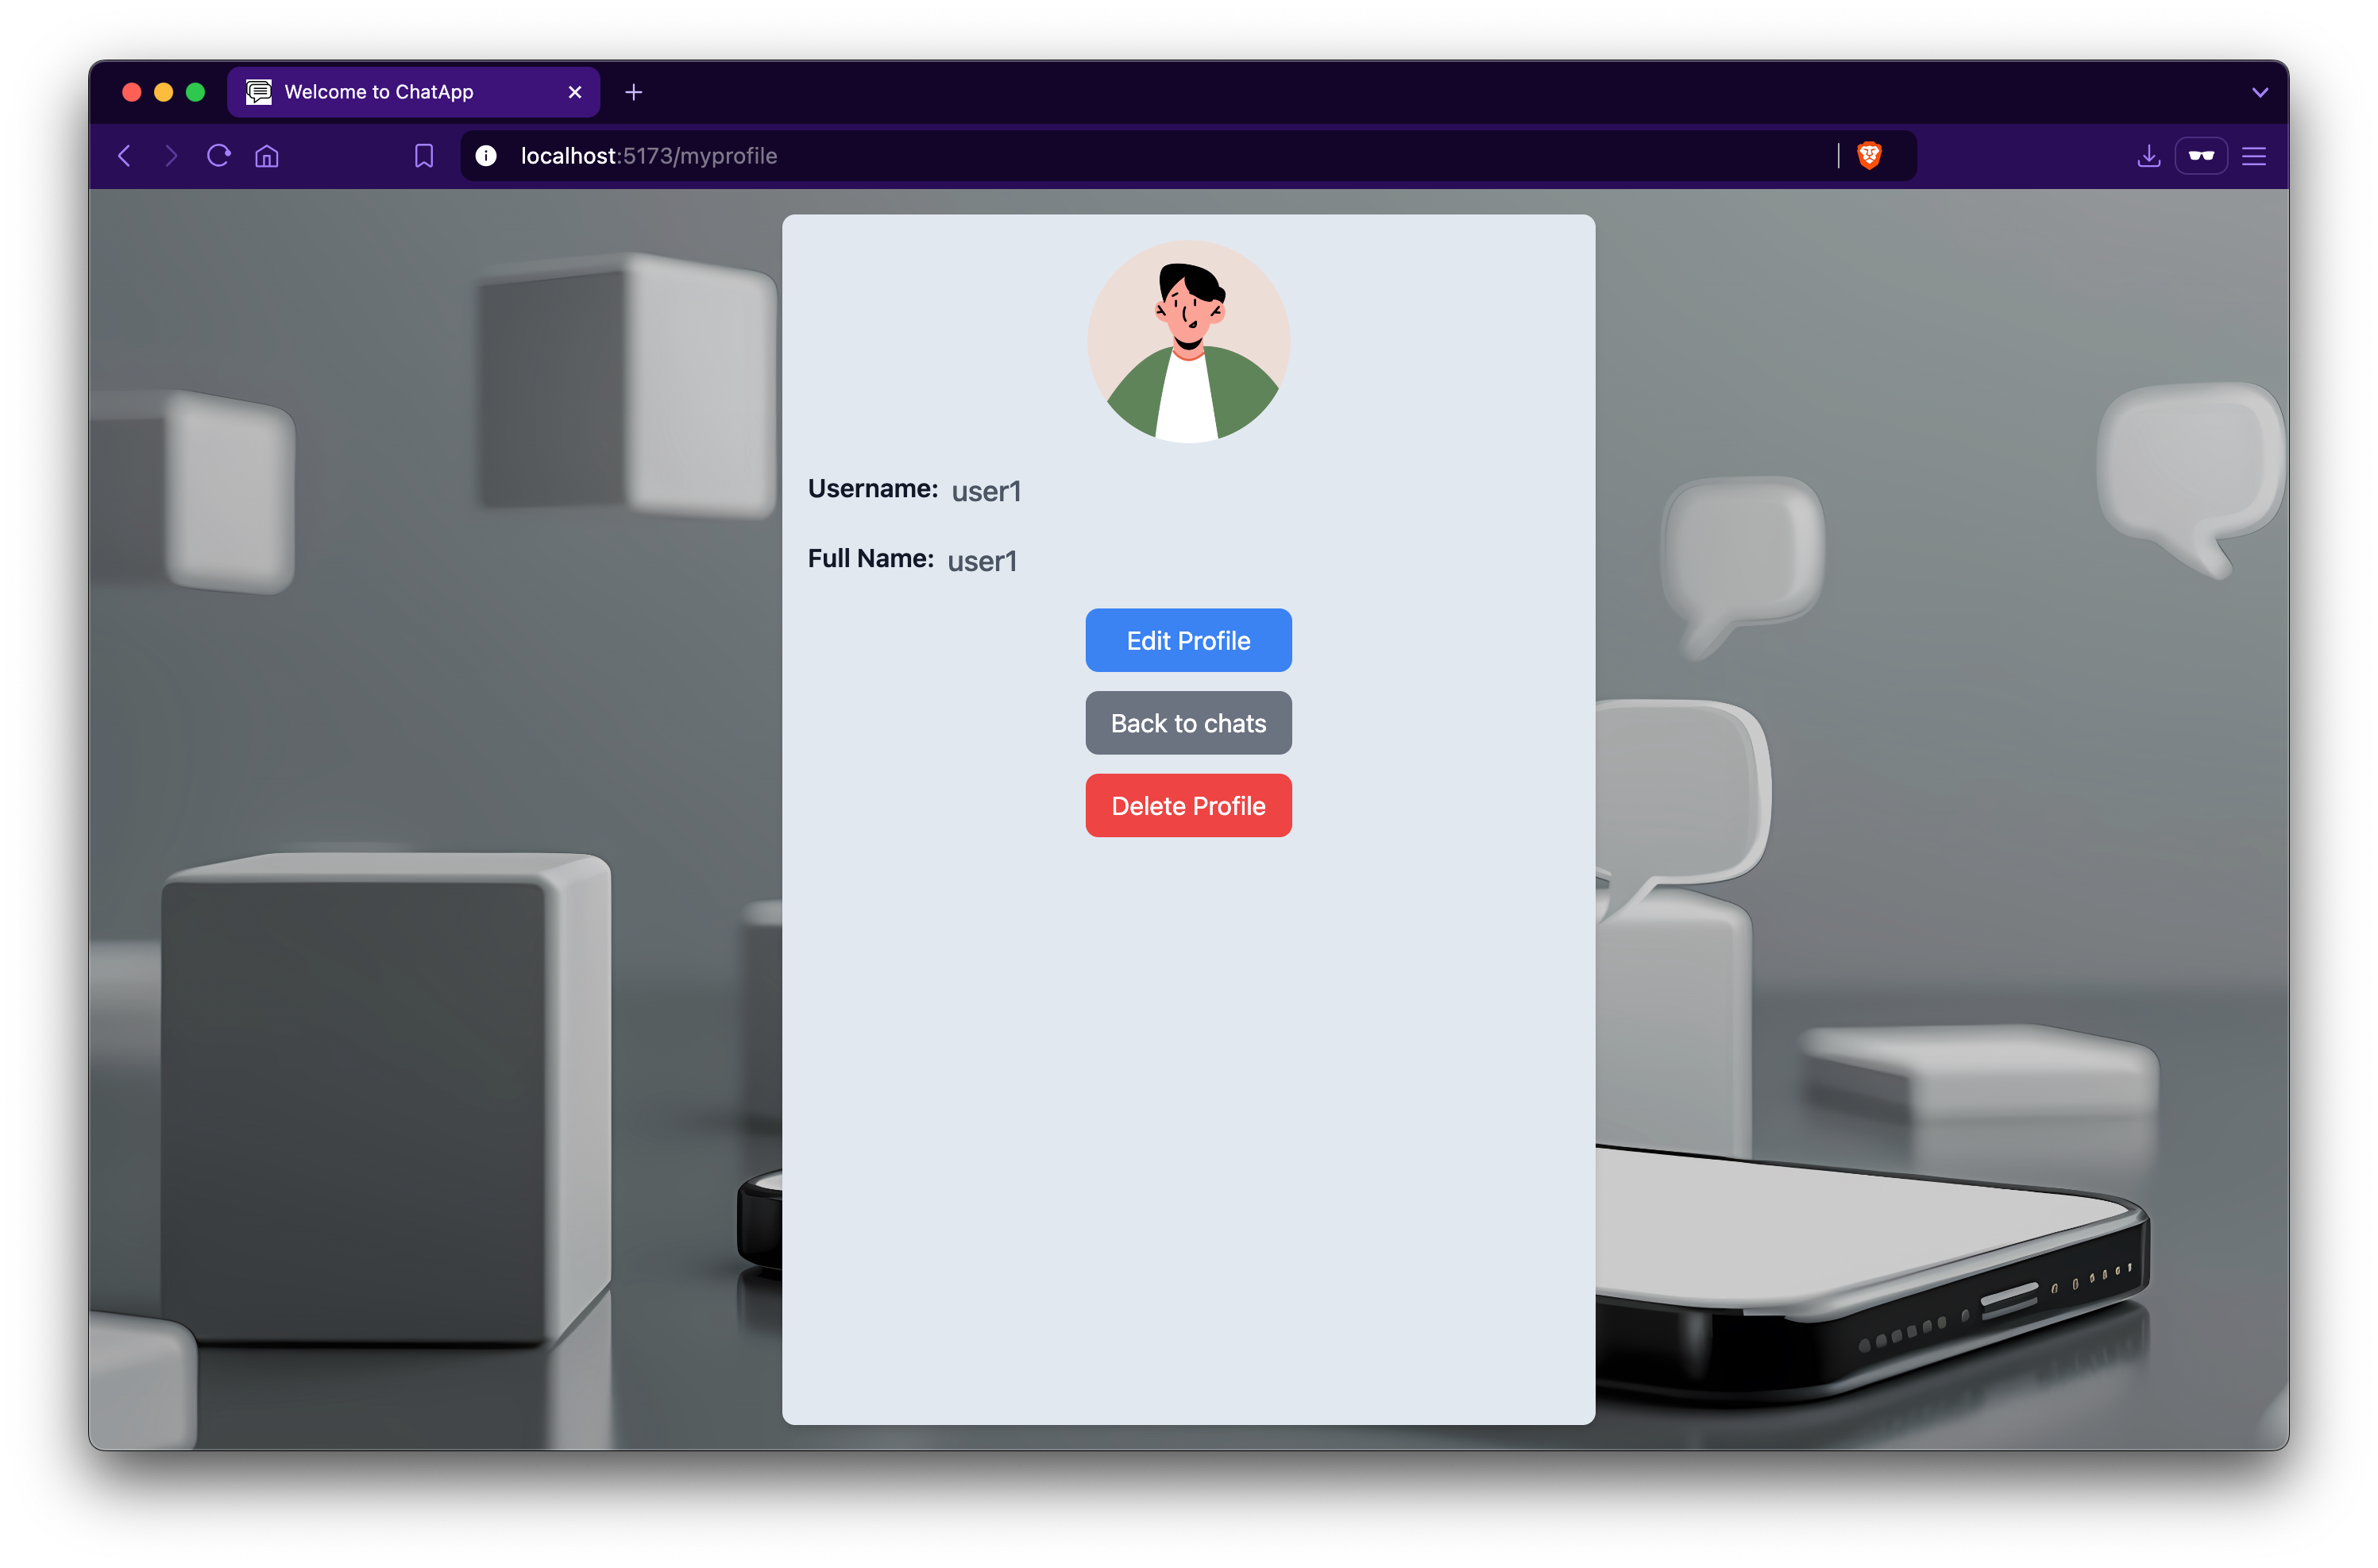 Welcome to ChatApp
localhost:5173/myprofile
Username: user1
Full Name: user1
Edit Profile
Back to chats
Delete Profile